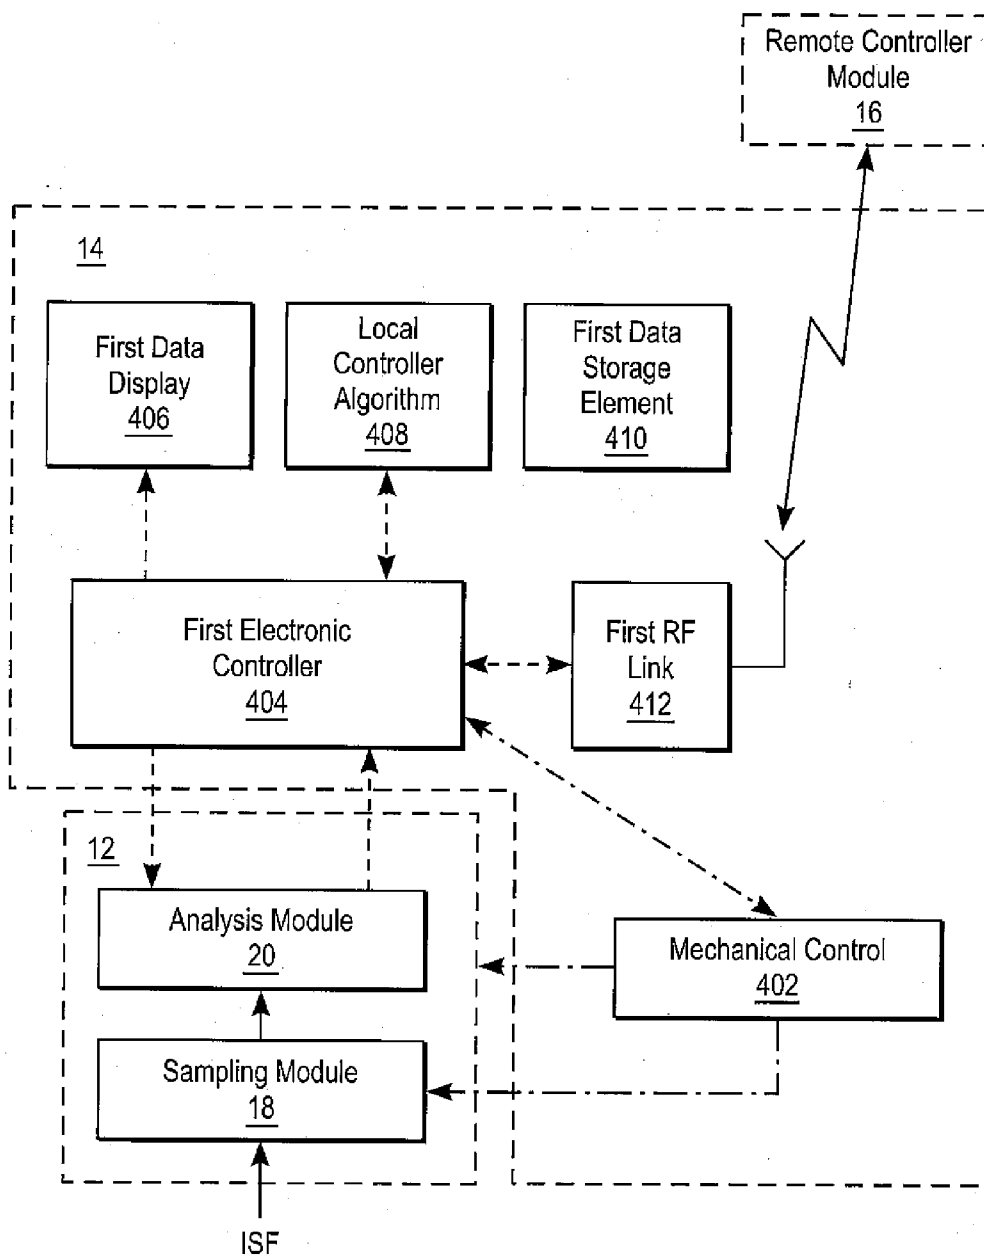 Remote Controller
Module
16
14
First Data
Display
406
Local
Controller
Algorithm
408
First Data
Storage
Element
410
First Electronic
Controller
404
First RF
Link
412
12
Analysis Module
20
Mechanical Control
402
Sampling Module
18
ISF